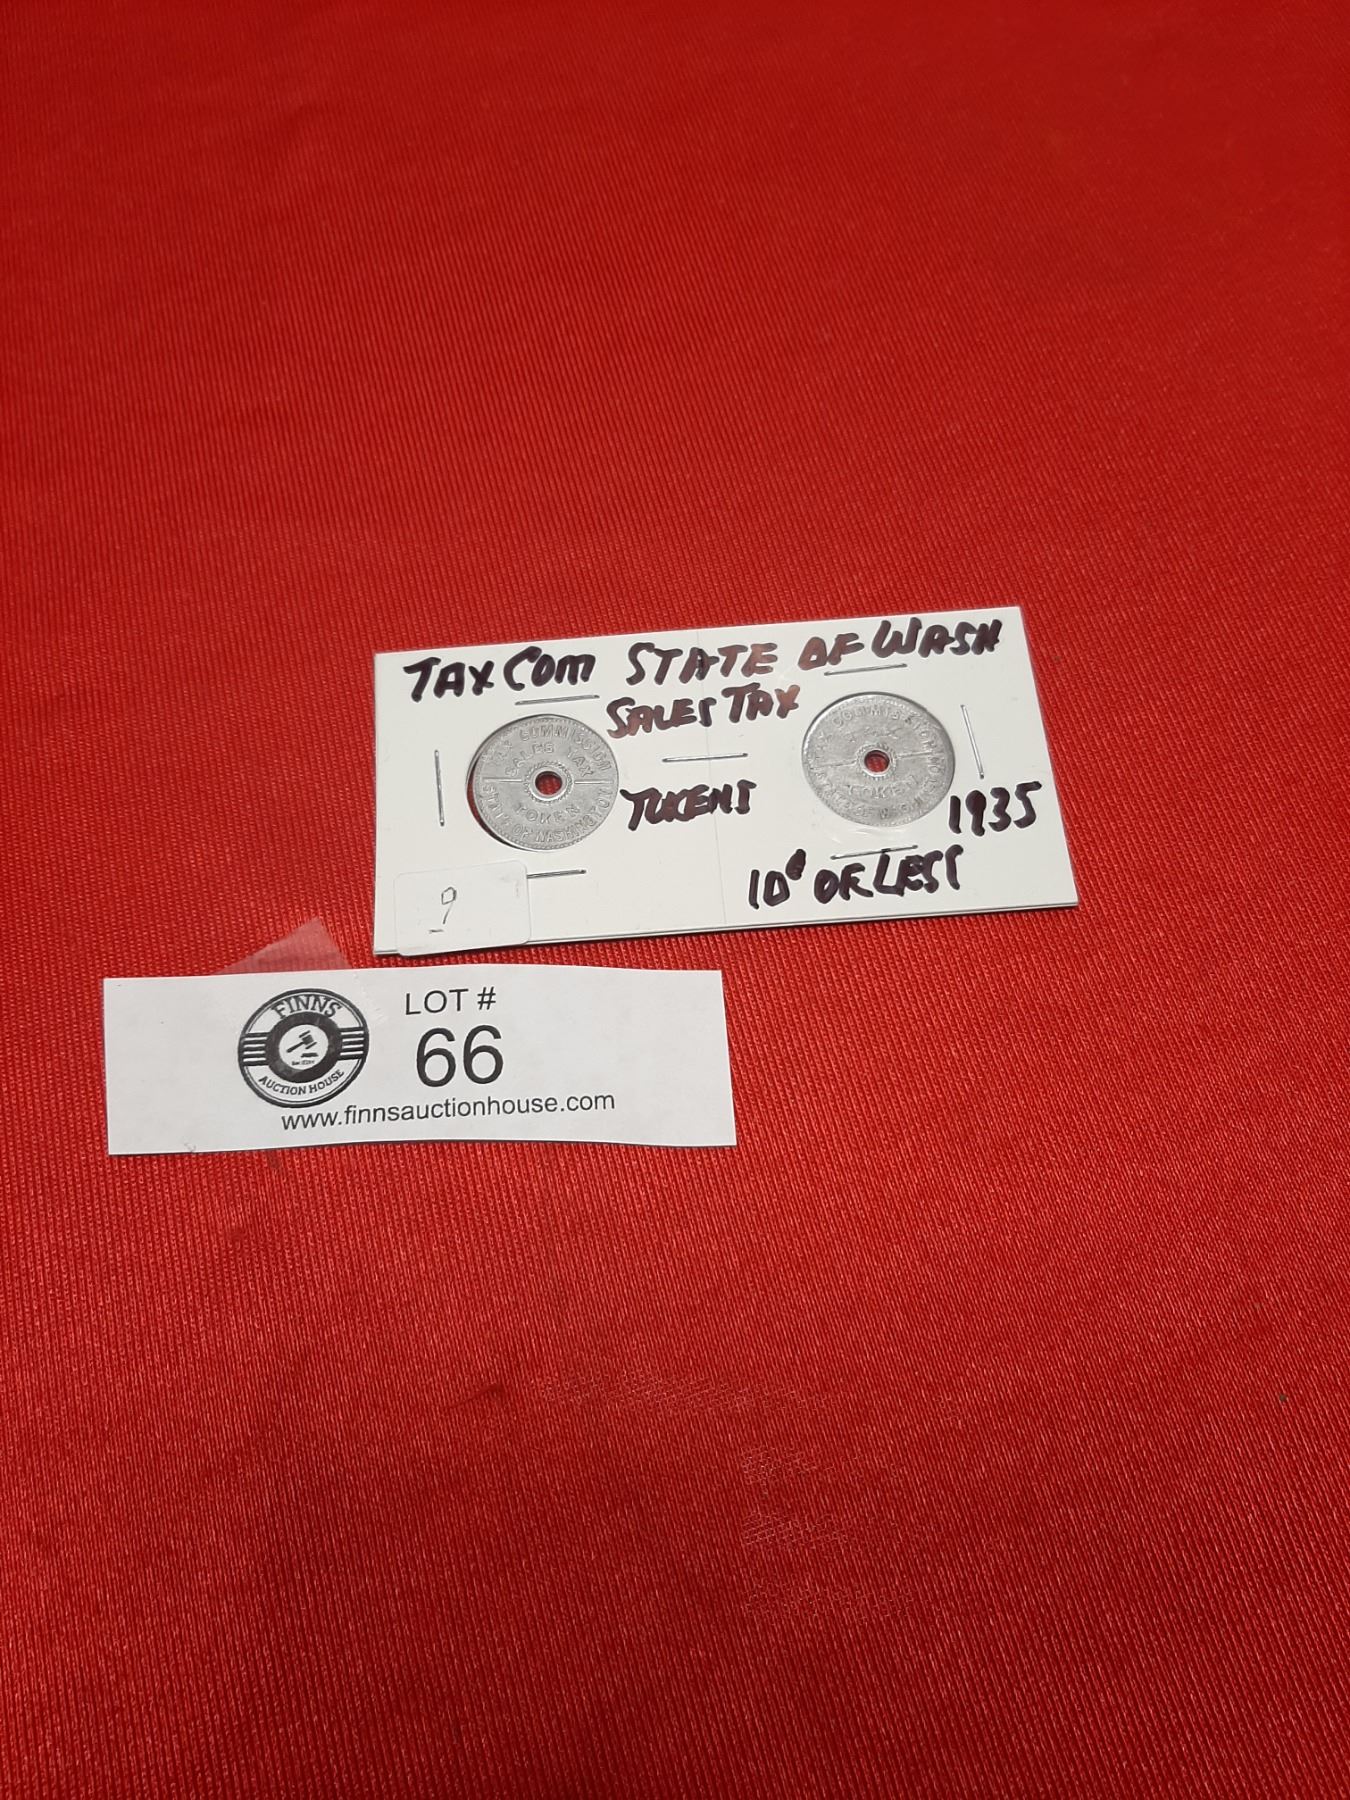 TAX COM STATE OF WASH
SALES TAX
TOKENS
1935
10¢ OR LESS
TAX COMMISSION
SALES TAX
TOKEN
STATE OF WASHINGTON
TOKEN
9
FINNS
AUCTION HOUSE
LOT #
66
www.finnsauctionhouse.com